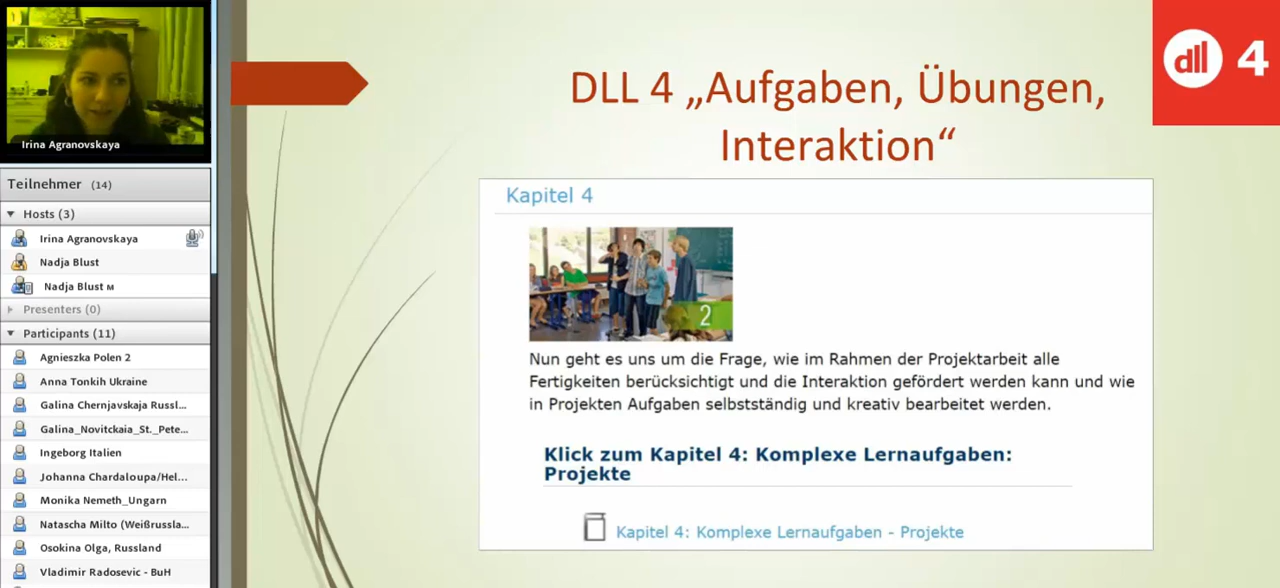 Irina Agranovskaya
Teilnehmer (14)
Hosts (3)
Irina Agranovskaya
Nadja Blust
Nadja Blust м
Presenters (0)
Participants (11)
Agnieszka Polen 2
Anna Tonkih Ukraine
Galina Chernjavskaja Russl...
Galina_Novitckaia_St._Pete...
Ingeborg Italien
Johanna Chardaloupa/Hel...
Monika Nemeth_Ungarn
Natascha Milto (Weißrussla...
Osokina Olga, Russland
Vladimir Radosevic - BuH
dll 4
DLL 4 „Aufgaben, Übungen,
Interaktion“
Kapitel 4
2
Nun geht es uns um die Frage, wie im Rahmen der Projektarbeit alle
Fertigkeiten berücksichtigt und die Interaktion gefördert werden kann und wie
in Projekten Aufgaben selbstständig und kreativ bearbeitet werden.
Klick zum Kapitel 4: Komplexe Lernaufgaben:
Projekte
Kapitel 4: Komplexe Lernaufgaben - Projekte